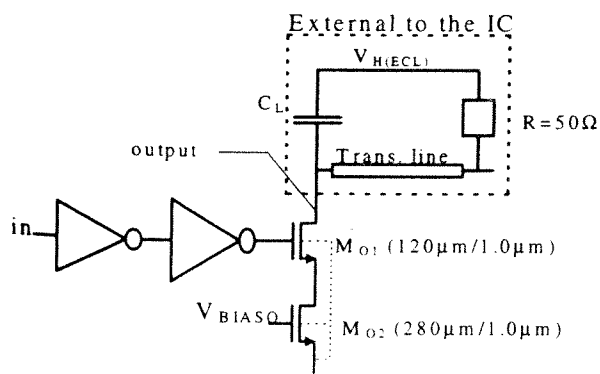 External to the IC
V H(ECL)
C L
R=50Ω
output
Trans. line
in
M O1 (120μm/1.0μm)
V BIASO
M O2 (280μm/1.0μm)